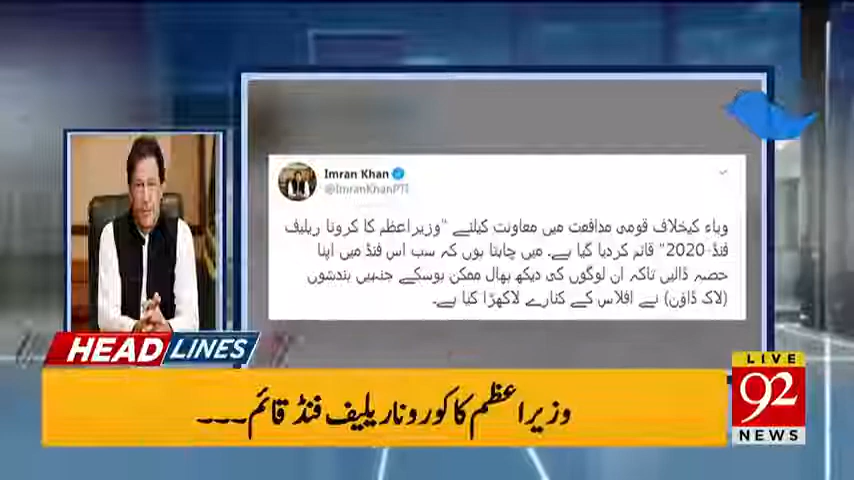 Imran Khan
@ImranKhanPTI
وباء کیخلاف قومی مدافعت میں معاونت کیلئے "وزیراعظم کا کرونا ریلیف
فنڈ-2020" قائم کردیا گیا ہے۔ میں چاہتا ہوں کہ سب اس فنڈ میں اپنا
حصہ ڈالیں تاکہ ان لوگوں کی دیکھ بھال ممکن ہوسکے جنہیں بندشوں
(لاک ڈاؤن) نے افلاس کے کنارے لاکھڑا کیا ہے۔
HEADLINES
وزیراعظم کا کورونا ریلیف فنڈ قائم ۔۔۔
LIVE
92
NEWS